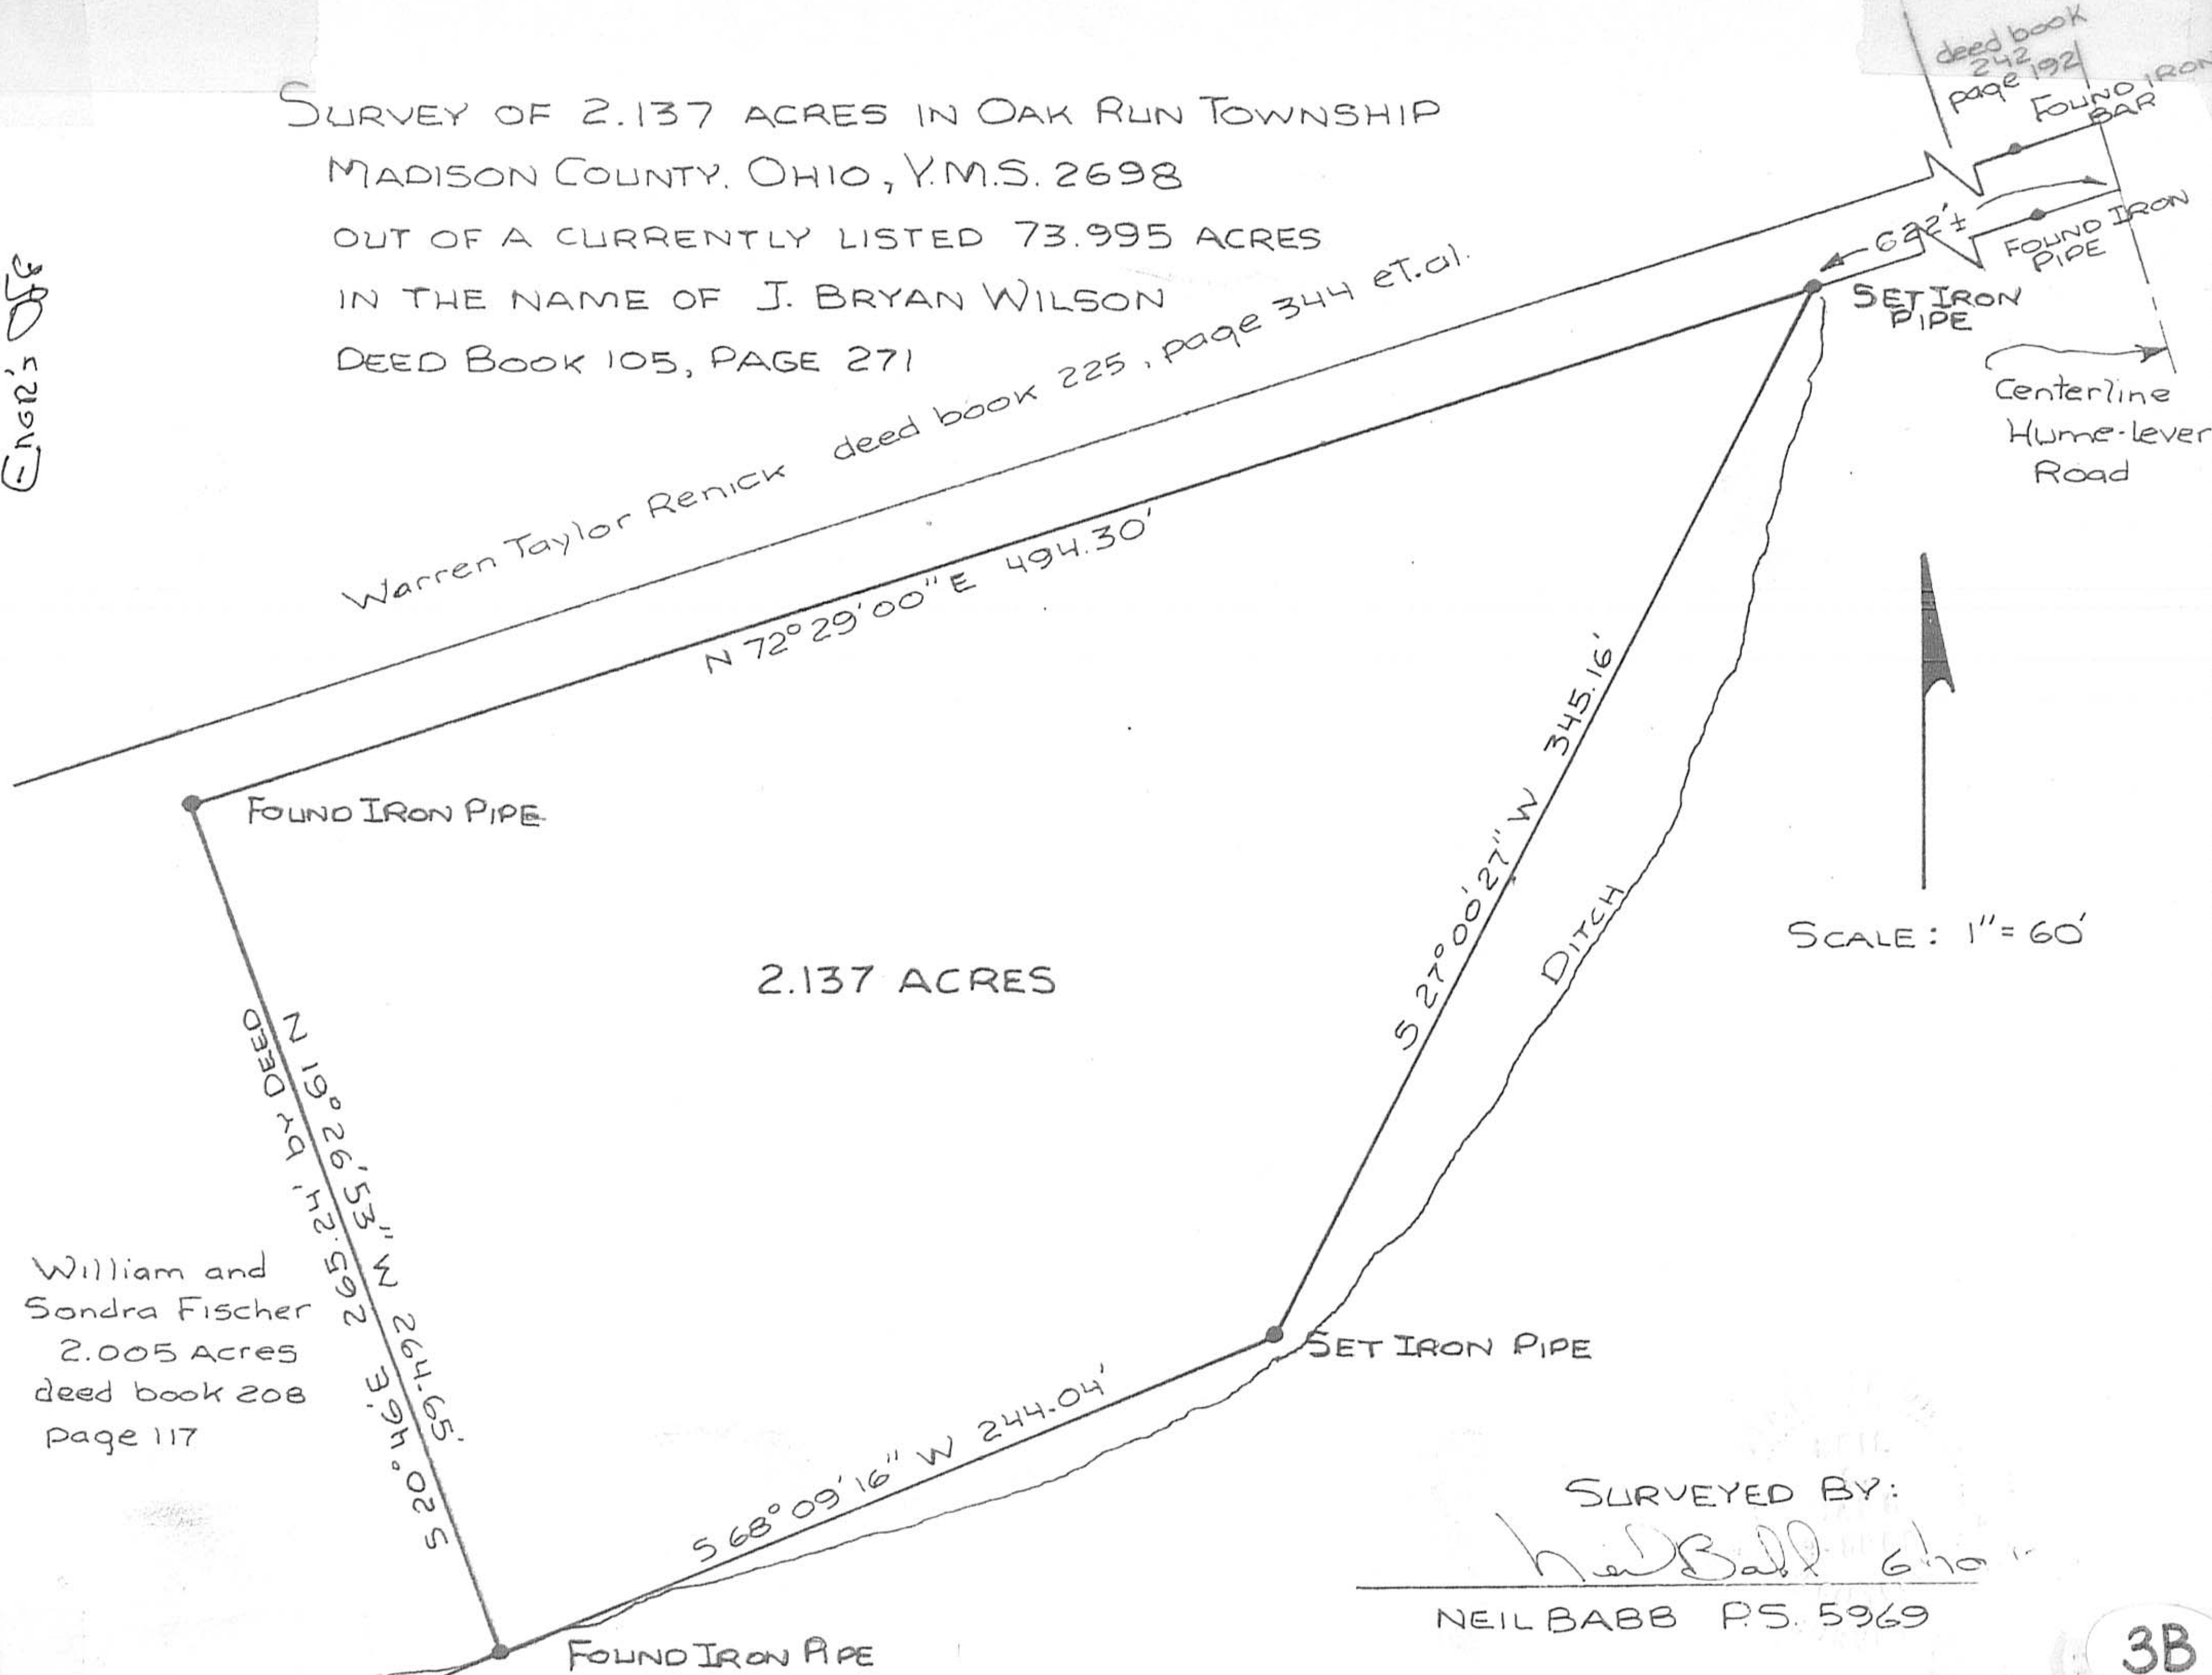 deed book
242
page 192
FOUND IRON
BAR
SURVEY OF 2.137 ACRES IN OAK RUN TOWNSHIP
MADISON COUNTY. OHIO, V.M.S. 2698
OUT OF A CURRENTLY LISTED 73.995 ACRES
IN THE NAME OF J. BRYAN WILSON
DEED BOOK 105, PAGE 271
622'±
FOUND IRON
PIPE
SET IRON
PIPE
Centerline
Hume-lever
Road
Warren Taylor Renick deed book 225, page 344 et.al.
N 72° 29' 00" E 494.30'
FOUND IRON PIPE
S 27° 00' 27" W 345.16'
DITCH
SCALE: 1" = 60'
2.137 ACRES
N 19° 26' 53" W 264.65'
S 20° 46' E 265.24' by DEED
William and
Sondra Fischer
2.005 Acres
deed book 208
page 117
SET IRON PIPE
S 68° 09' 16" W 244.04'
FOUND IRON PIPE
SURVEYED BY:
NEIL BABB P.S. 5969
3B